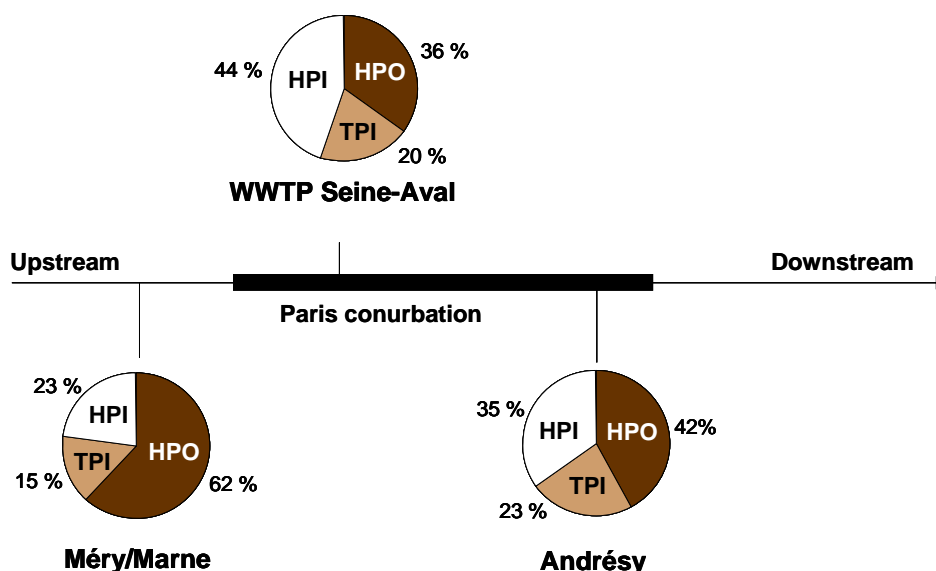 36 %
44 %
HPI
HPO
TPI
20 %
WWTP Seine-Aval
Upstream
Downstream
Paris conurbation
23 %
HPI
HPO
TPI
15 %
62 %
Méry/Marne
35 %
HPI
HPO
42%
TPI
23 %
Andrésy